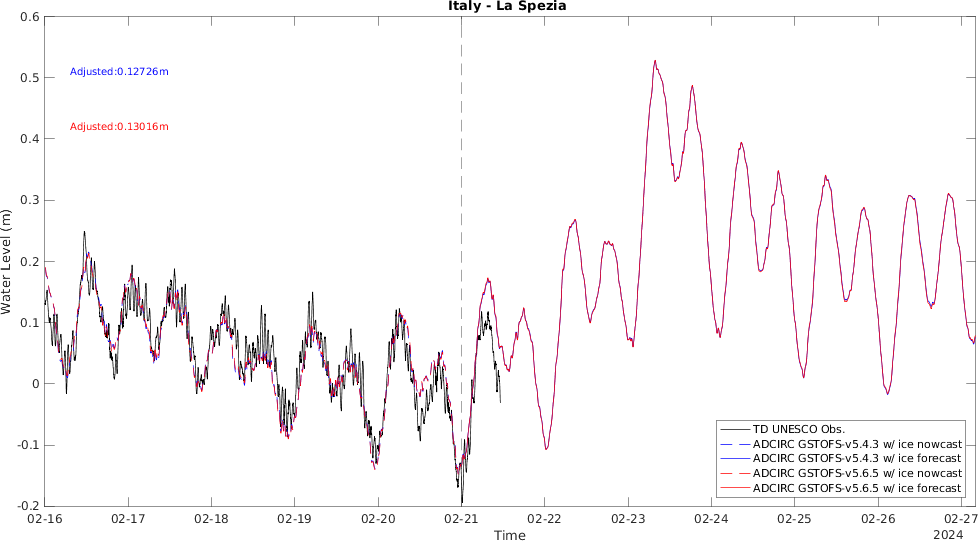 Italy - La Spezia
0.6
0.5
0.4
0.3
0.2
0.1
0
-0.1
-0.2
Water Level (m)
Adjusted:0.12726m
Adjusted:0.13016m
TD UNESCO Obs.
ADCIRC GSTOFS-v5.4.3 w/ ice nowcast
ADCIRC GSTOFS-v5.4.3 w/ ice forecast
ADCIRC GSTOFS-v5.6.5 w/ ice nowcast
ADCIRC GSTOFS-v5.6.5 w/ ice forecast
02-16 02-17 02-18 02-19 02-20 02-21 02-22 02-23 02-24 02-25 02-26 02-27
Time
2024